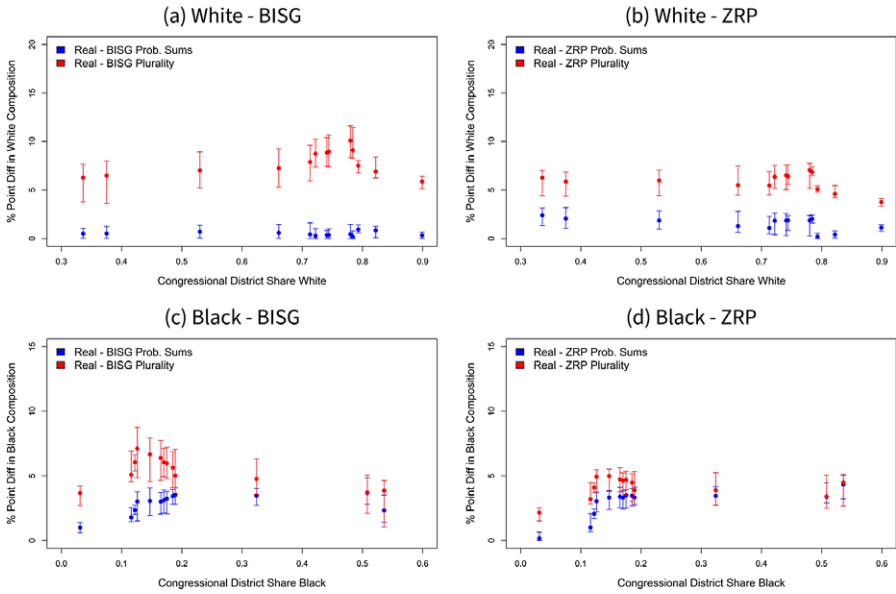 (a) White - BISG
Real - BISG Prob. Sums
Real - BISG Plurality
% Point Diff in White Composition
20
15
10
5
0
0.3 0.4 0.5 0.6 0.7 0.8 0.9
Congressional District Share White
(b) White - ZRP
Real - ZRP Prob. Sums
Real - ZRP Plurality
% Point Diff in White Composition
20
15
10
5
0
0.3 0.4 0.5 0.6 0.7 0.8 0.9
Congressional District Share White
(c) Black - BISG
Real - BISG Prob. Sums
Real - BISG Plurality
% Point Diff in Black Composition
15
10
5
0
0.0 0.1 0.2 0.3 0.4 0.5 0.6
Congressional District Share Black
(d) Black - ZRP
Real - ZRP Prob. Sums
Real - ZRP Plurality
% Point Diff in Black Composition
15
10
5
0
0.0 0.1 0.2 0.3 0.4 0.5 0.6
Congressional District Share Black